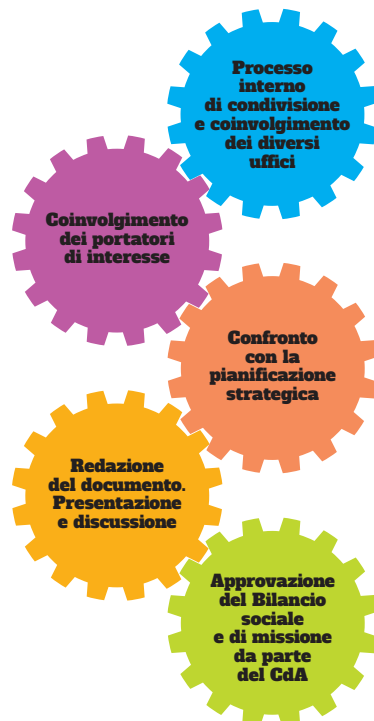 Processo
interno
di condivisione
e coinvolgimento
dei diversi
uffici
Coinvolgimento
dei portatori
di interesse
Confronto
con la
pianificazione
strategica
Redazione
del documento.
Presentazione
e discussione
Approvazione
del Bilancio
sociale
e di missione
da parte
del CdA